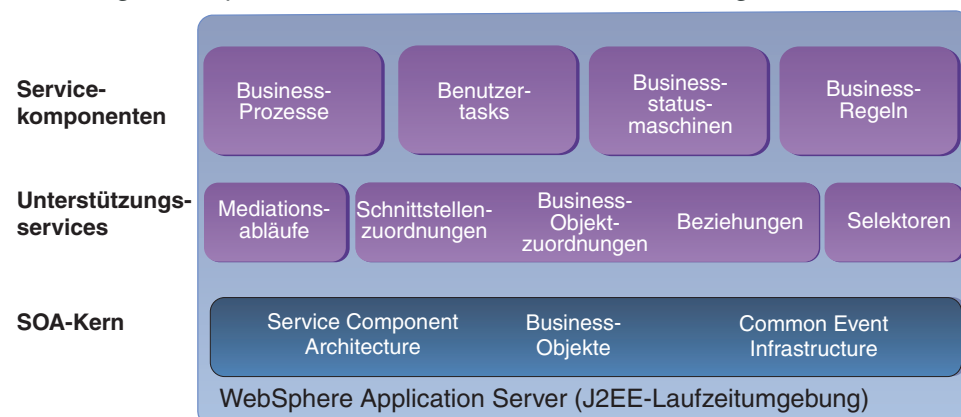 Service-
komponenten
Business-
Prozesse
Benutzer-
tasks
Business-
status-
maschinen
Business-
Regeln
Unterstützungs-
services
Mediations-
abläufe
Schnittstellen-
zuordnungen
Business-
Objekt-
zuordnungen
Beziehungen
Selektoren
SOA-Kern
Service Component
Architecture
Business-
Objekte
Common Event
Infrastructure
WebSphere Application Server (J2EE-Laufzeitumgebung)